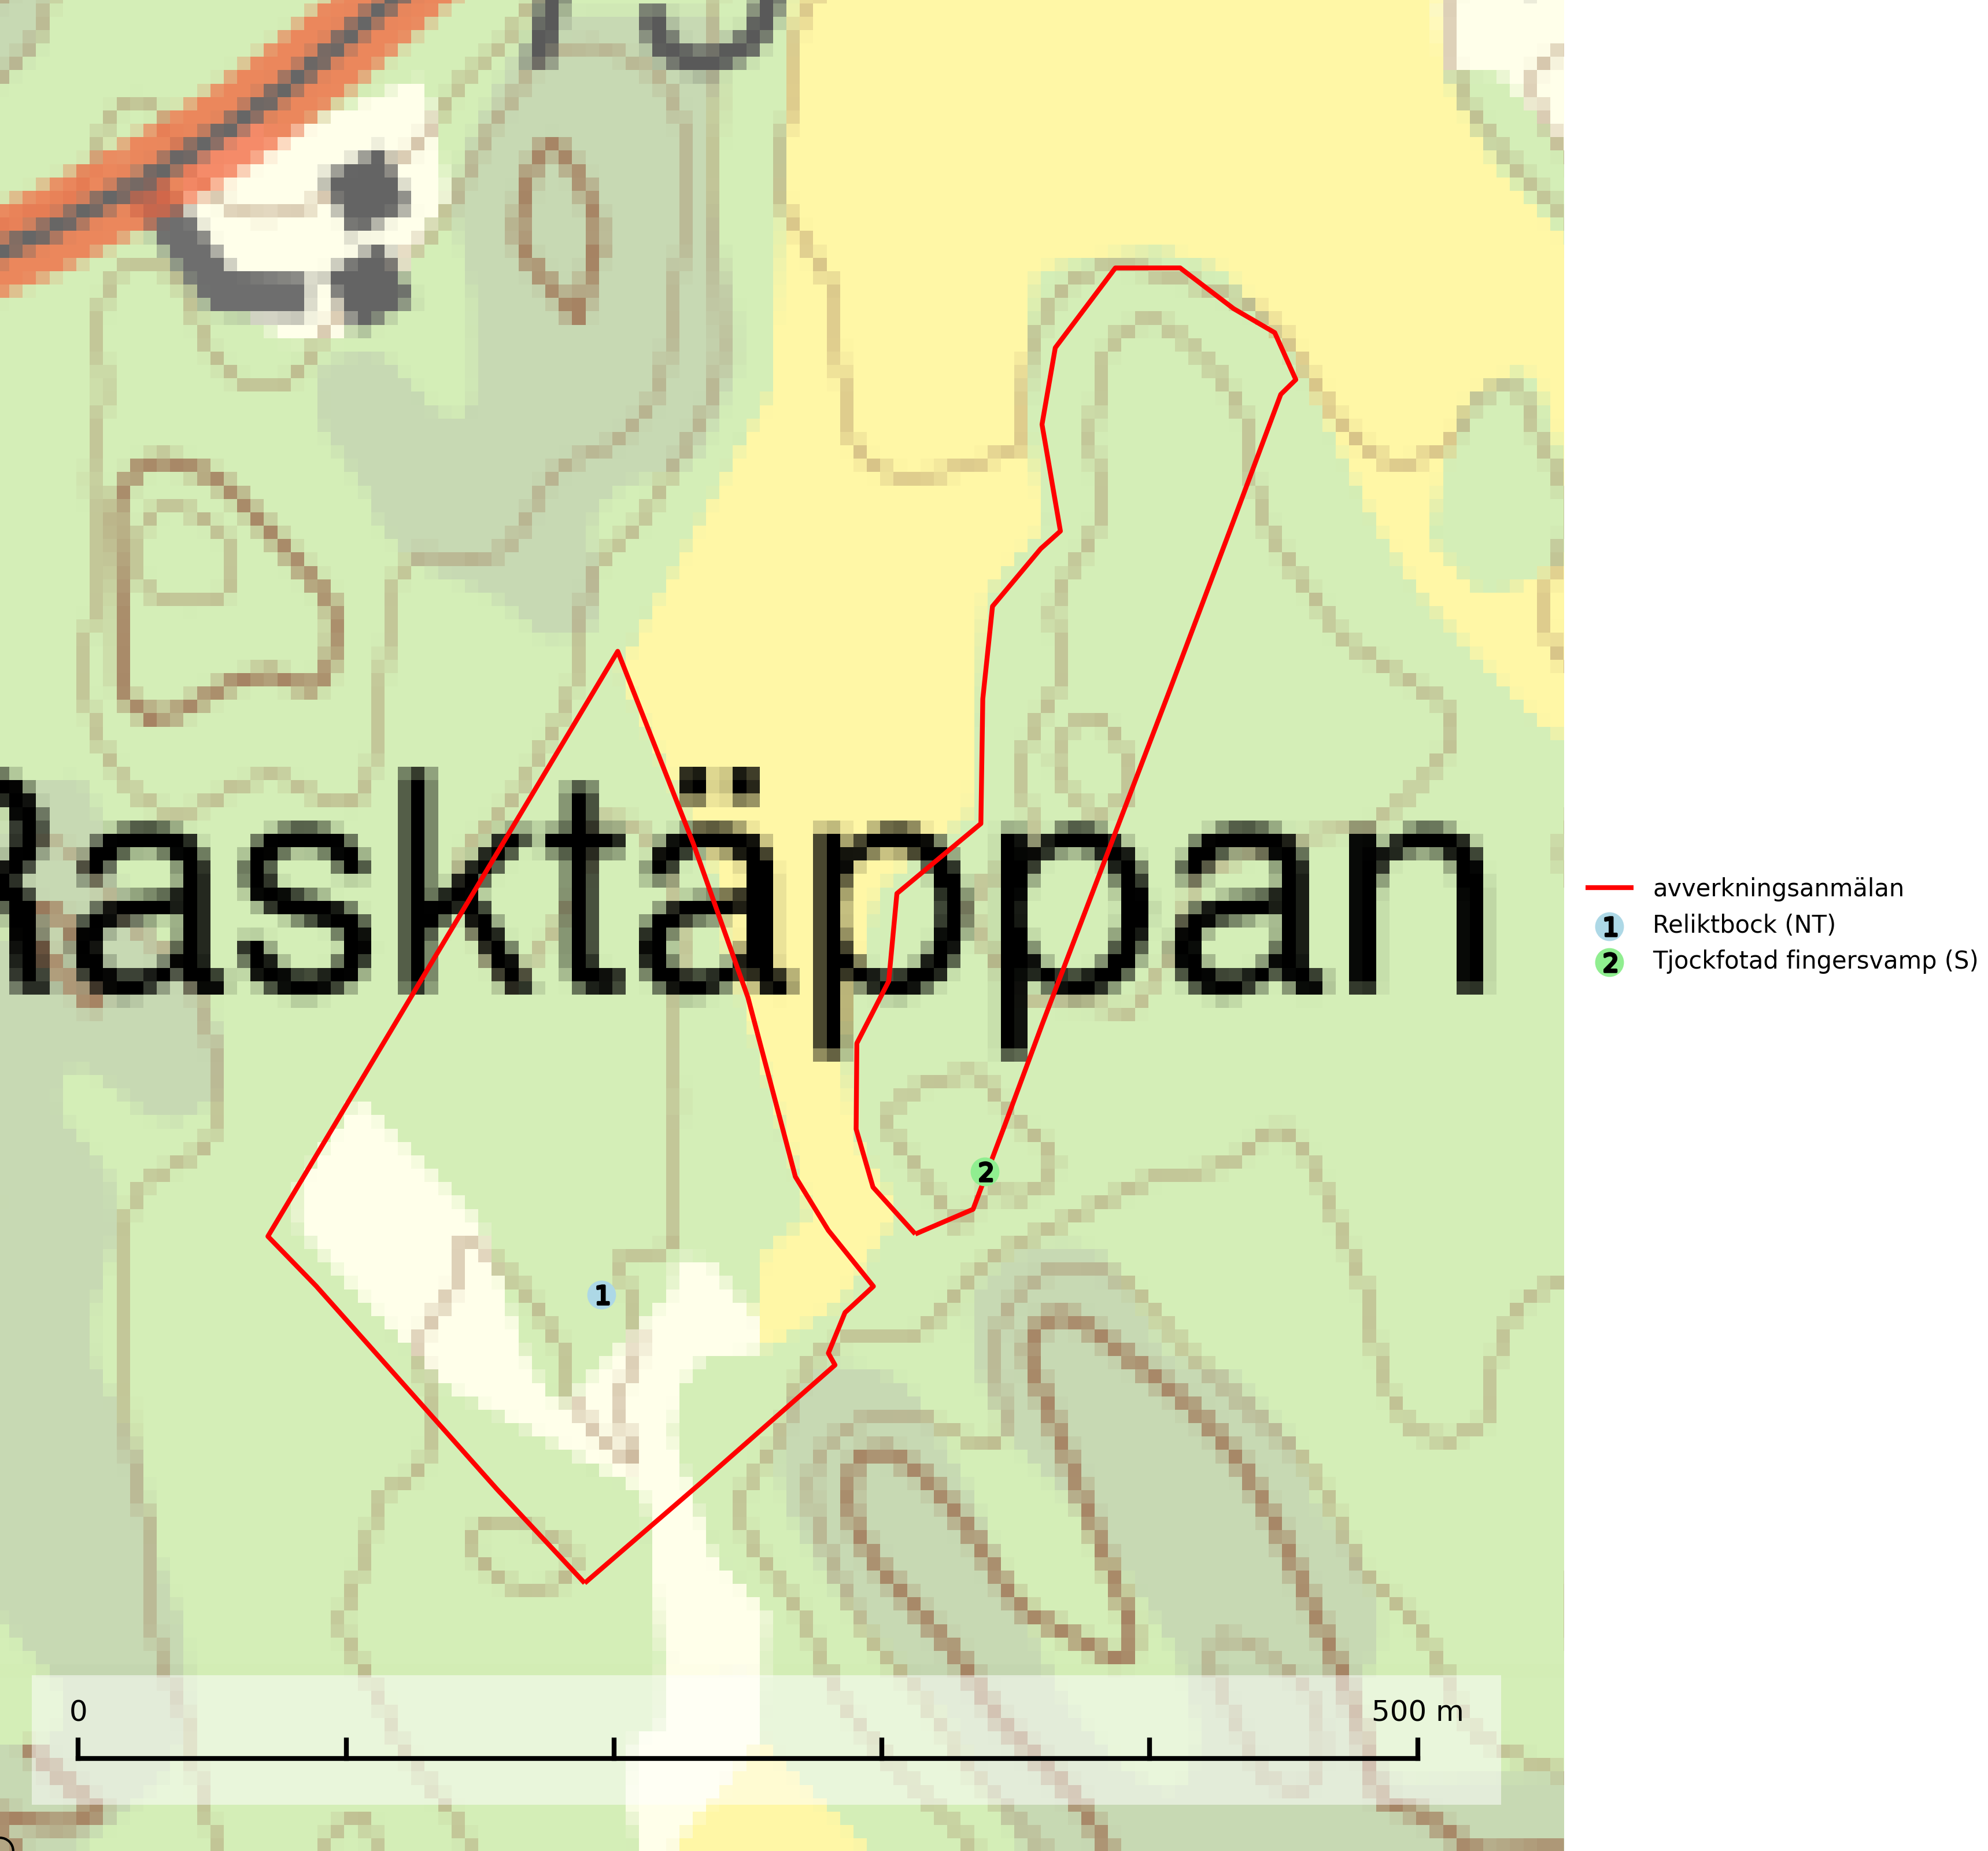 Rasktäppan
avverkningsanmälan
1 Reliktbock (NT)
2 Tjockfotad fingersvamp (S)
2
1
0 500 m